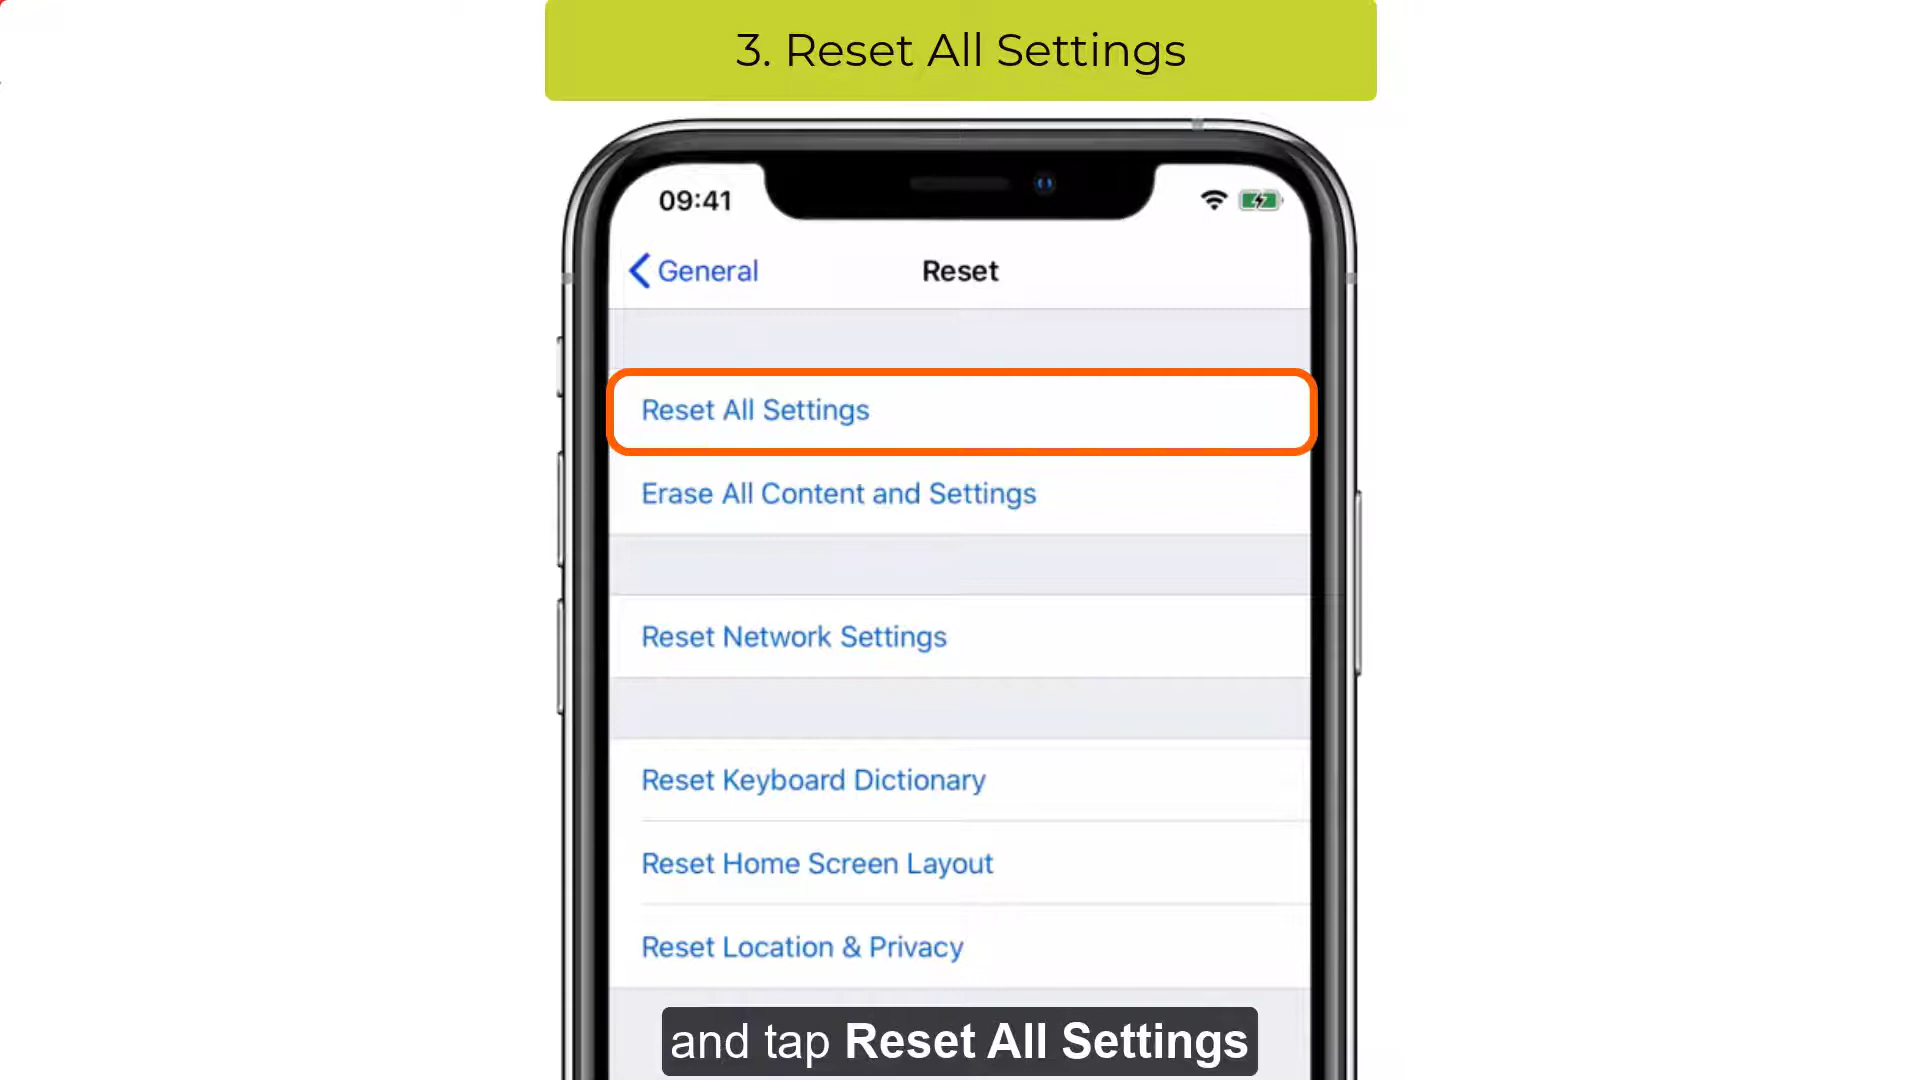 3. Reset All Settings
09:41
General
Reset
Reset All Settings
Erase All Content and Settings
Reset Network Settings
Reset Keyboard Dictionary
Reset Home Screen Layout
Reset Location & Privacy
and tap Reset All Settings